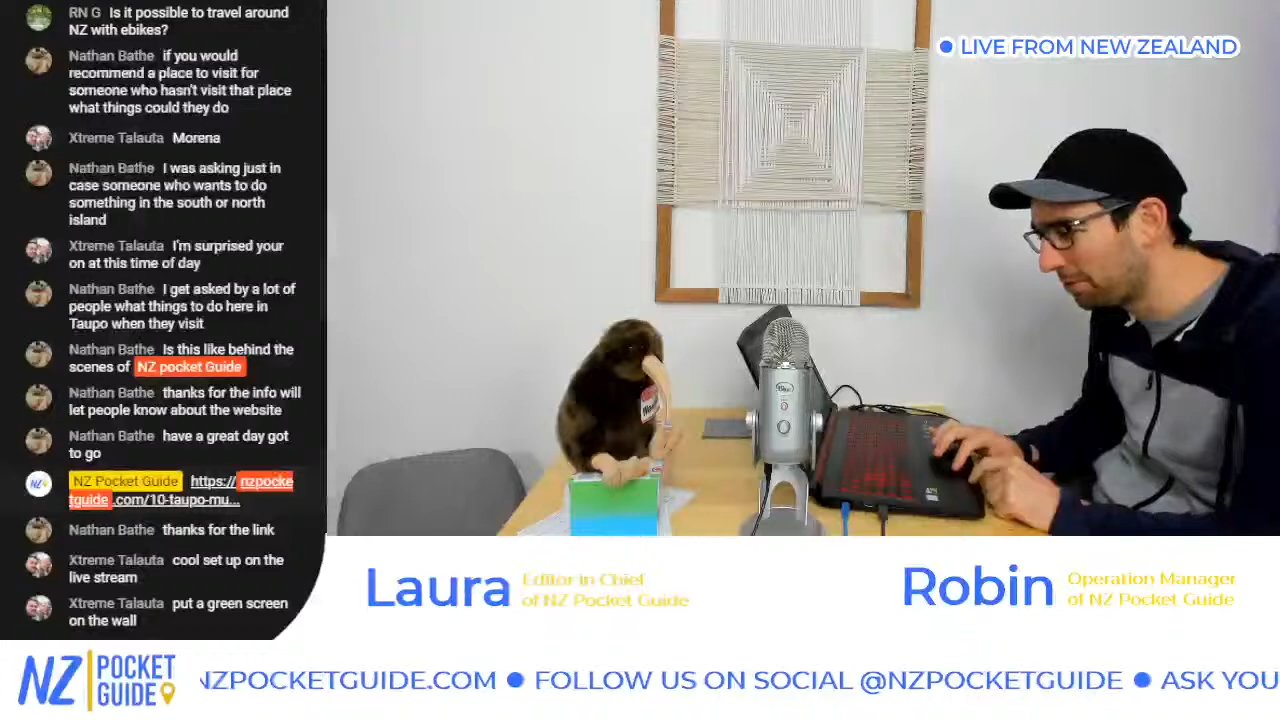 RN G Is it possible to travel around
NZ with ebikes?
Nathan Bathe if you would
recommend a place to visit for
someone who hasn't visit that place
what things could they do
Xtreme Talauta Morena
Nathan Bathe I was asking just in
case someone who wants to do
something in the south or north
island
Xtreme Talauta I'm surprised your
on at this time of day
Nathan Bathe I get asked by a lot of
people what things to do here in
Taupo when they visit
Nathan Bathe Is this like behind the
scenes of NZ pocket Guide
Nathan Bathe thanks for the info will
let people know about the website
Nathan Bathe have a great day got
to go
NZ Pocket Guide https://nzpocke
tguide.com/10-taupo-mu...
Nathan Bathe thanks for the link
Xtreme Talauta cool set up on the
live stream
Xtreme Talauta put a green screen
on the wall
LIVE FROM NEW ZEALAND
Laura Editor in Chief
of NZ Pocket Guide
Robin Operation Manager
of NZ Pocket Guide
NZ POCKET
GUIDE
NZPOCKETGUIDE.COM ● FOLLOW US ON SOCIAL @NZPOCKETGUIDE ● ASK YOU